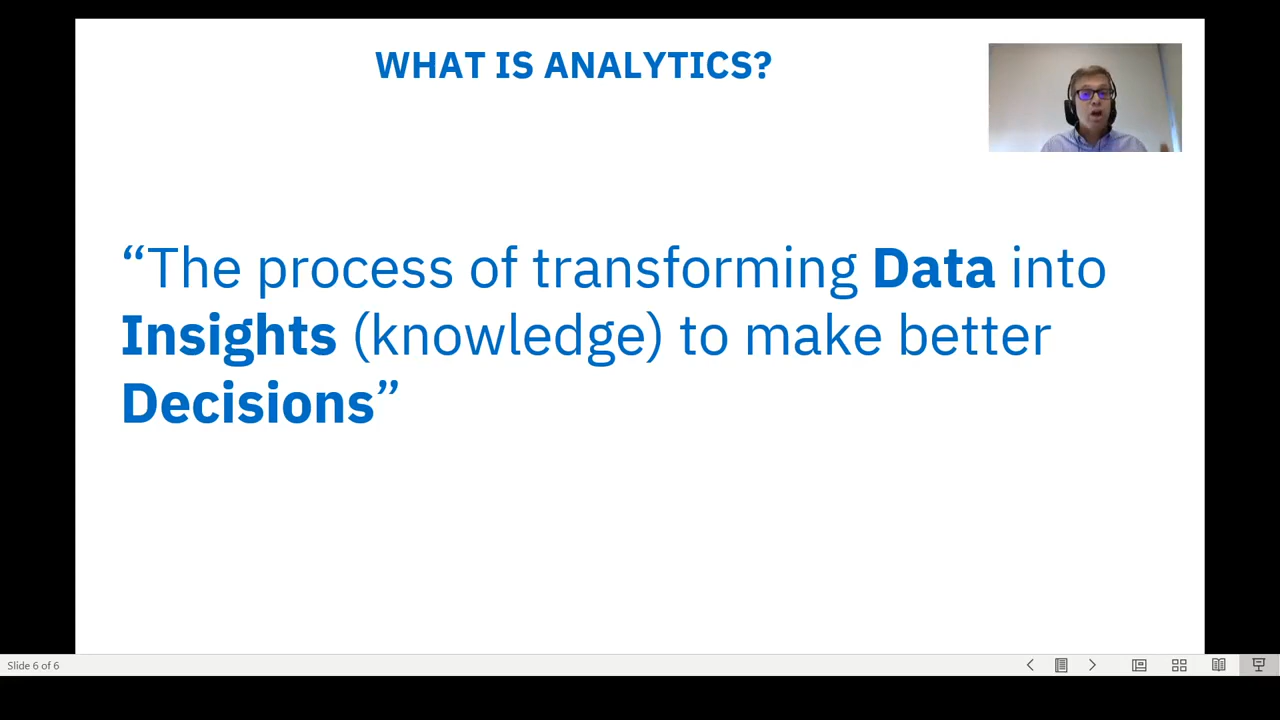 WHAT IS ANALYTICS?
“The process of transforming Data into
Insights (knowledge) to make better
Decisions”
Slide 6 of 6